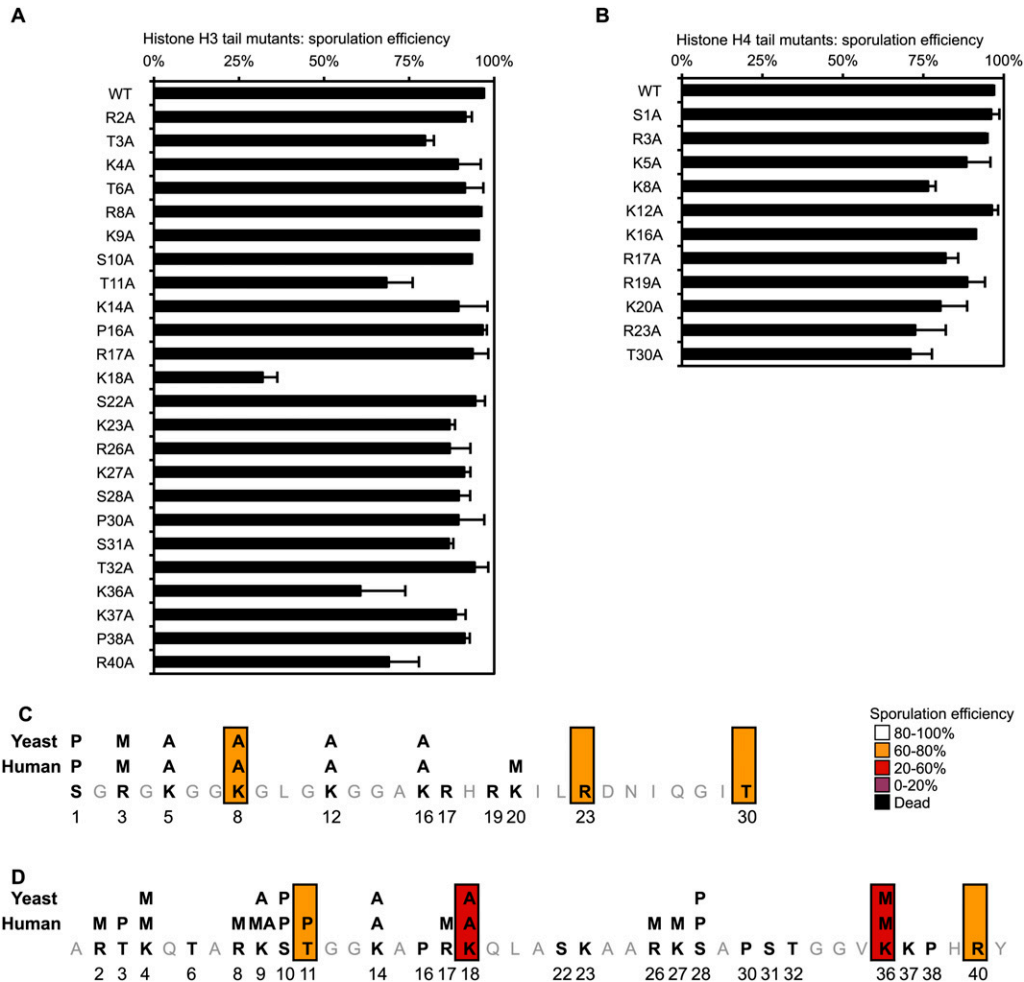 A
Histone H3 tail mutants: sporulation efficiency
0% 25% 50% 75% 100%
WT
R2A
T3A
K4A
T6A
R8A
K9A
S10A
T11A
K14A
P16A
R17A
K18A
S22A
K23A
R26A
K27A
S28A
P30A
S31A
T32A
K36A
K37A
P38A
R40A
B
Histone H4 tail mutants: sporulation efficiency
0% 25% 50% 75% 100%
WT
S1A
R3A
K5A
K8A
K12A
K16A
R17A
R19A
K20A
R23A
T30A
C
Yeast P M A A A A
Human P M A A A A M
S G R G K G G K G L G K G G A K R H R K I L R D N I Q G I T
1 3 5 8 12 16 17 19 20 23 30
Sporulation efficiency
80-100%
60-80%
20-60%
0-20%
Dead
D
Yeast M A P A A P M
Human M P M M MA P P A M A M M P M
A R T K Q T A R K S T G G K A P R K Q L A S K A A R K S A P S T G G V K K P H R Y
2 3 4 6 8 9 10 11 14 16 17 18 22 23 26 27 28 30 31 32 36 37 38 40